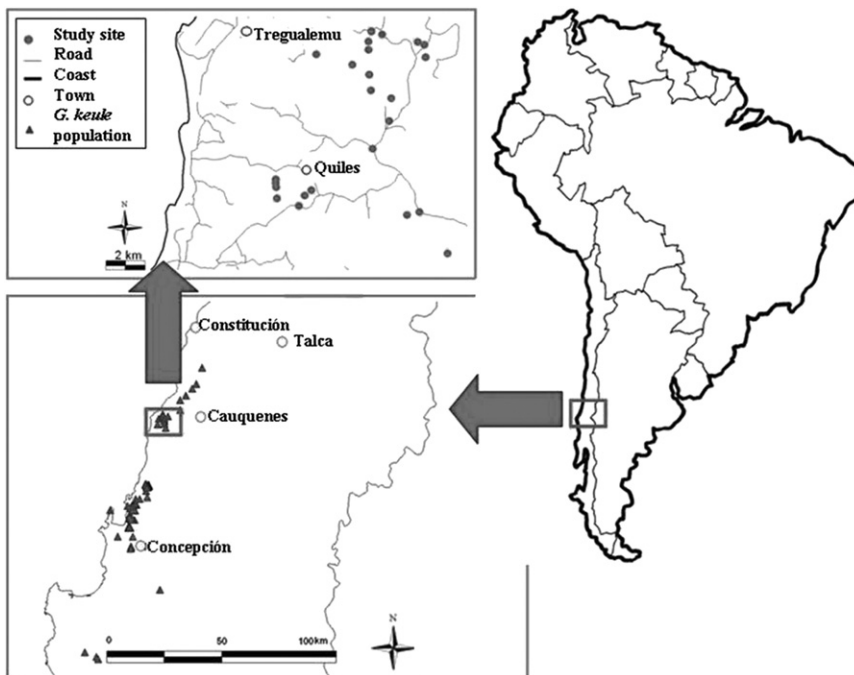 Study site
Road
Coast
Town
G. keule
population
Tregualemu
Quiles
N
2 km
Constitución
Talca
Cauquenes
Concepción
0 50 100km
N